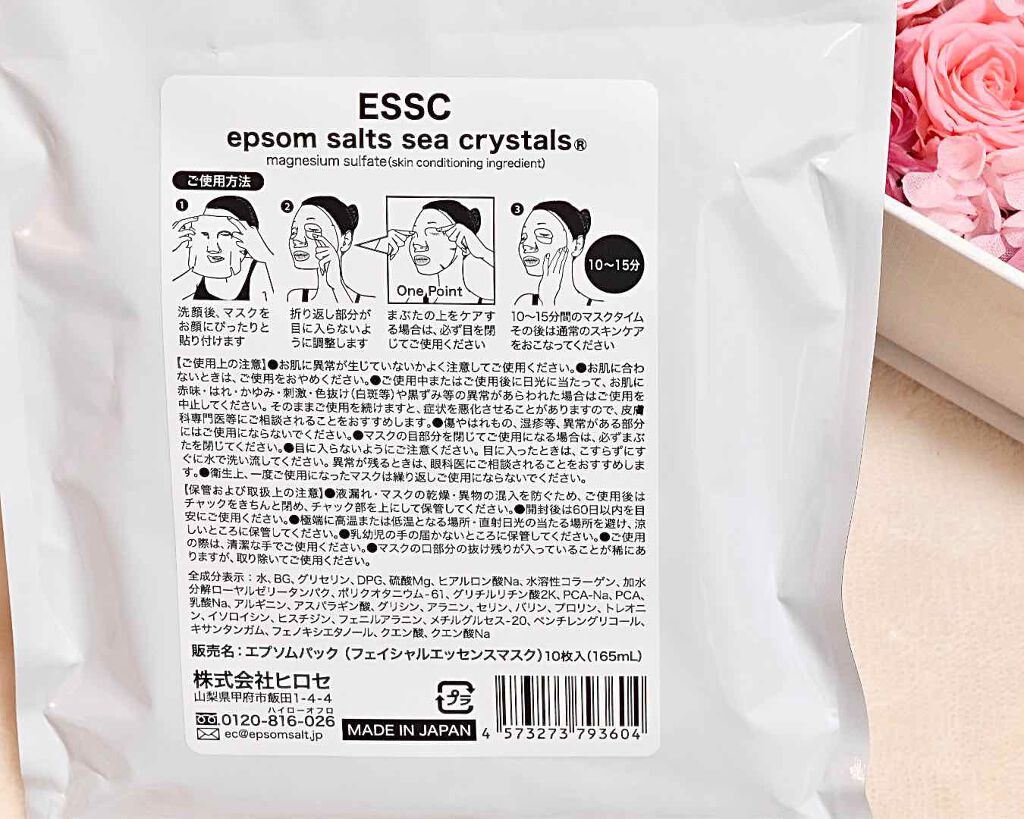 ESSC
epsom salts sea crystals®
magnesium sulfate(skin conditioning ingredient)
ご使用方法
❶
洗顔後、マスクを
お顔にぴったりと
貼り付けます
❷
折り返し部分が
目に入らないよ
うに調整します
One Point
まぶたの上をケアす
る場合は、必ず目を閉
じてご使用ください
❸
10〜15分
10〜15分間のマスクタイム
その後は通常のスキンケア
をおこなってください
【ご使用上の注意】●お肌に異常が生じていないかよく注意してご使用ください。●お肌に合わ
ないときは、ご使用をおやめください。●ご使用中またはご使用後に日光に当たって、お肌に
赤味・はれ・かゆみ・刺激・色抜け(白斑等)や黒ずみ等の異常があらわれた場合はご使用を
中止してください。そのままご使用を続けますと、症状を悪化させることがありますので、皮膚
科専門医等にご相談されることをおすすめします。●傷やはれもの、湿疹等、異常がある部分
にはご使用にならないでください。●マスクの目部分を閉じてご使用になる場合は、必ずまぶ
たを閉じてください。●目に入らないようにご注意ください。目に入ったときは、こすらずにす
ぐに水で洗い流してください。異常が残るときは、眼科医にご相談されることをおすすめしま
す。●衛生上、一度ご使用になったマスクは繰り返しご使用にならないでください。
【保管および取扱上の注意】●液漏れ・マスクの乾燥・異物の混入を防ぐため、ご使用後は
チャックをきちんと閉め、チャック部を上にして保管してください。●開封後は60日以内を目
安にご使用ください。●極端に高温または低温となる場所・直射日光の当たる場所を避け、涼
しいところに保管してください。●乳幼児の手の届かないところに保管してください。●ご使用
の際は、清潔な手でご使用ください。●マスクの口部分の抜け残りが入っていることが稀にあ
りますが、取り除いてご使用ください。
全成分表示：水、BG、グリセリン、DPG、硫酸Mg、ヒアルロン酸Na、水溶性コラーゲン、加水
分解ローヤルゼリータンパク、ポリクオタニウム-61、グリチルリチン酸2K、PCA-Na、PCA、
乳酸Na、アルギニン、アスパラギン酸、グリシン、アラニン、セリン、バリン、プロリン、トレオニ
ン、イソロイシン、ヒスチジン、フェニルアラニン、メチルグルセス-20、ペンチレングリコール、
キサンタンガム、フェノキシエタノール、クエン酸、クエン酸Na
販売名：エプソムパック（フェイシャルエッセンスマスク）10枚入(165mL)
株式会社ヒロセ
山梨県甲府市飯田1-4-4
ハイローオフロ
0120-816-026
ec@epsomsalt.jp
プラ
MADE IN JAPAN
4 573273 793604